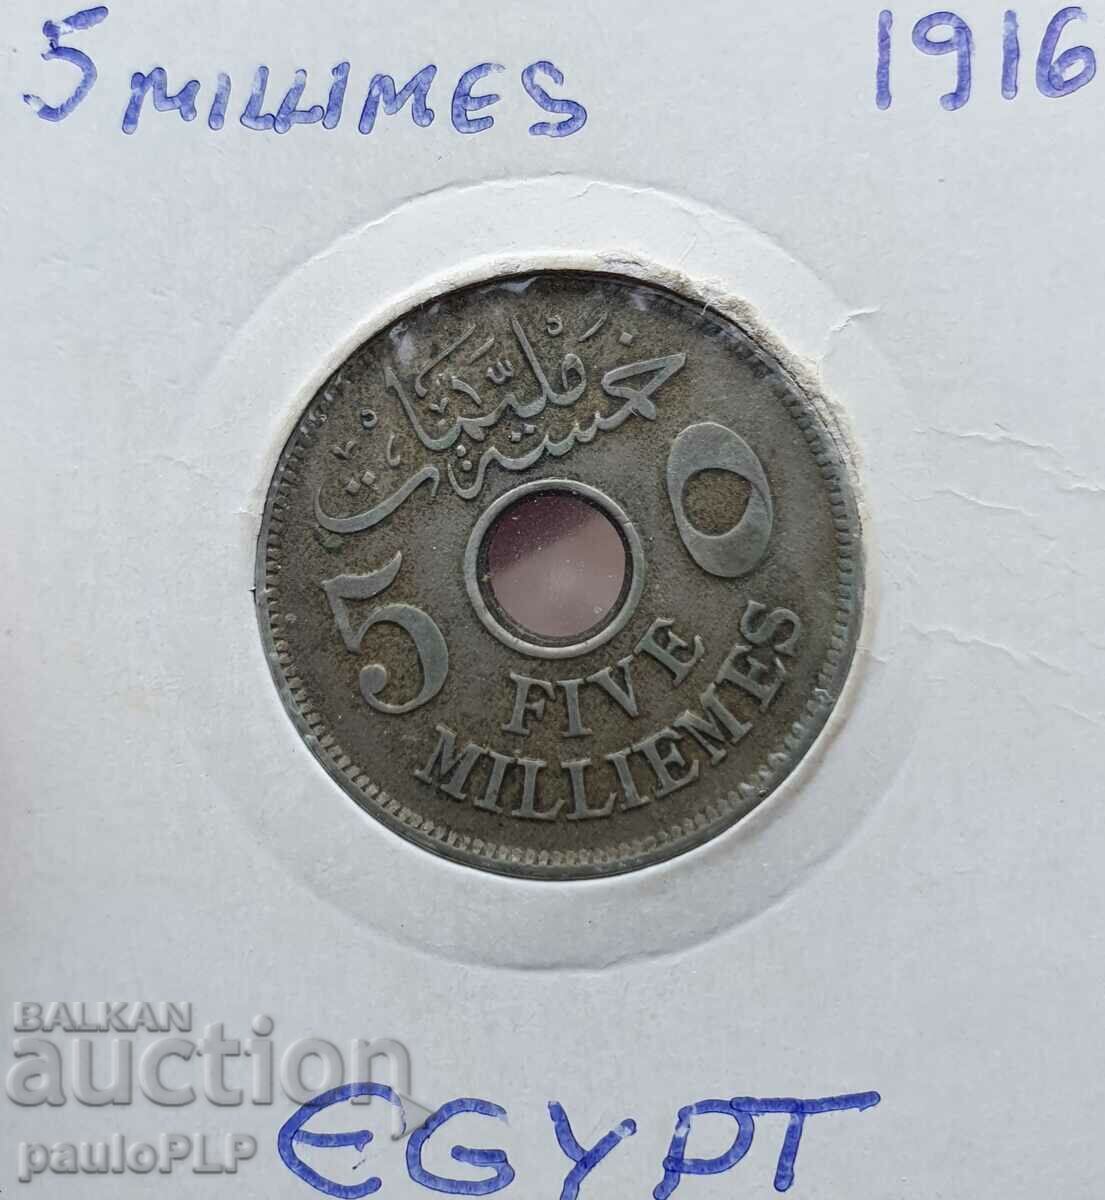 5 MILLIMES 1916
خمسة مليمات
5 ٥
FIVE
MILLIEMES
BALKAN
auction
pauloPLP
EGYPT